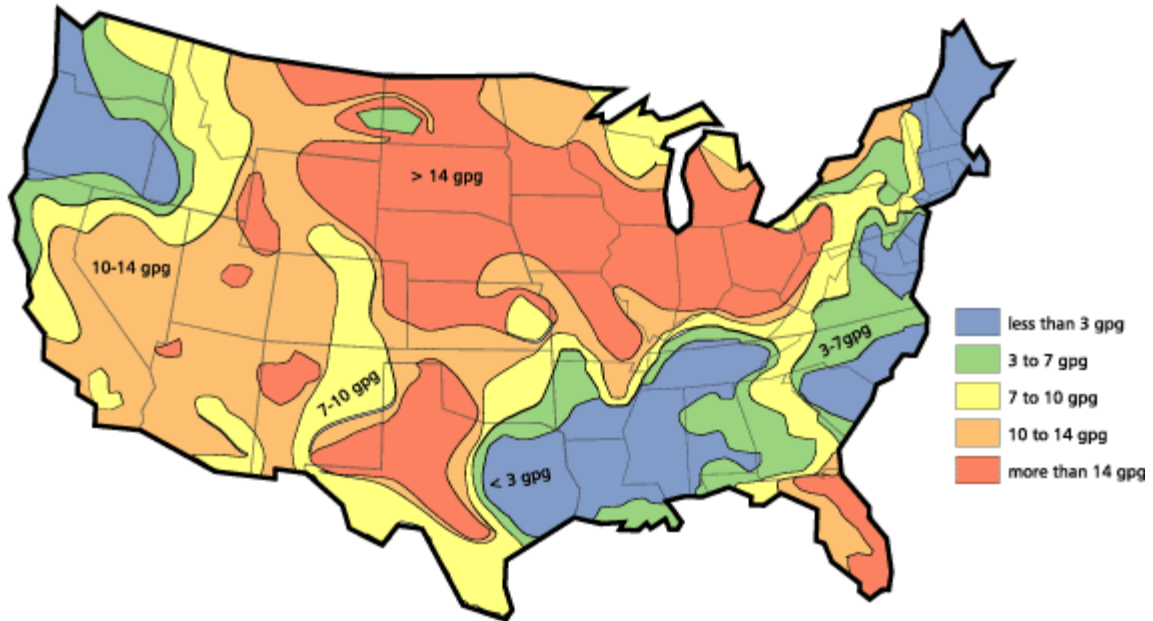 > 14 gpg
10-14 gpg
3-7gpg
7-10 gpg
< 3 gpg
less than 3 gpg
3 to 7 gpg
7 to 10 gpg
10 to 14 gpg
more than 14 gpg